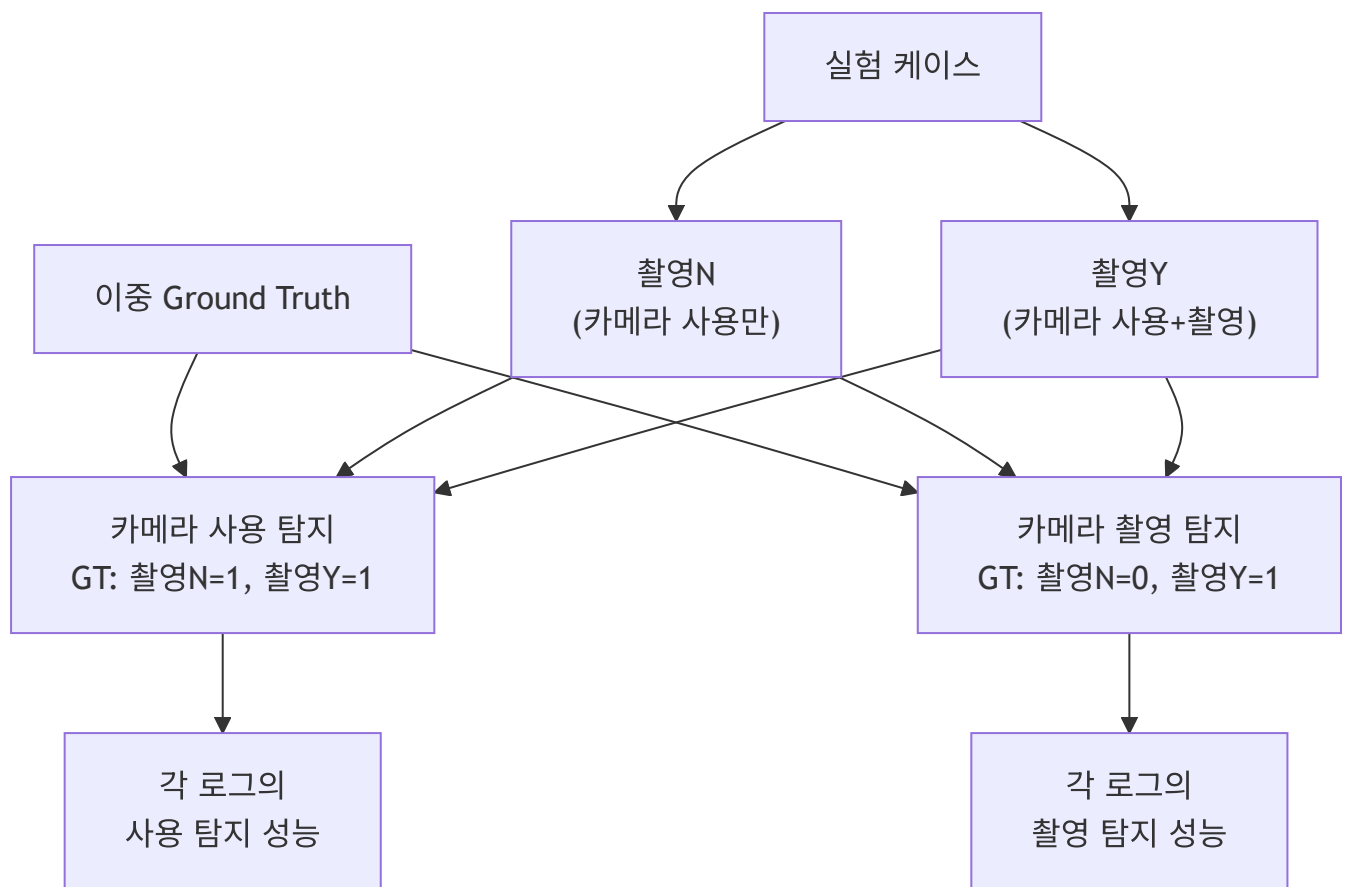 실험 케이스
이중 Ground Truth
촬영N
(카메라 사용만)
촬영Y
(카메라 사용+촬영)
카메라 사용 탐지
GT: 촬영N=1, 촬영Y=1
카메라 촬영 탐지
GT: 촬영N=0, 촬영Y=1
각 로그의
사용 탐지 성능
각 로그의
촬영 탐지 성능